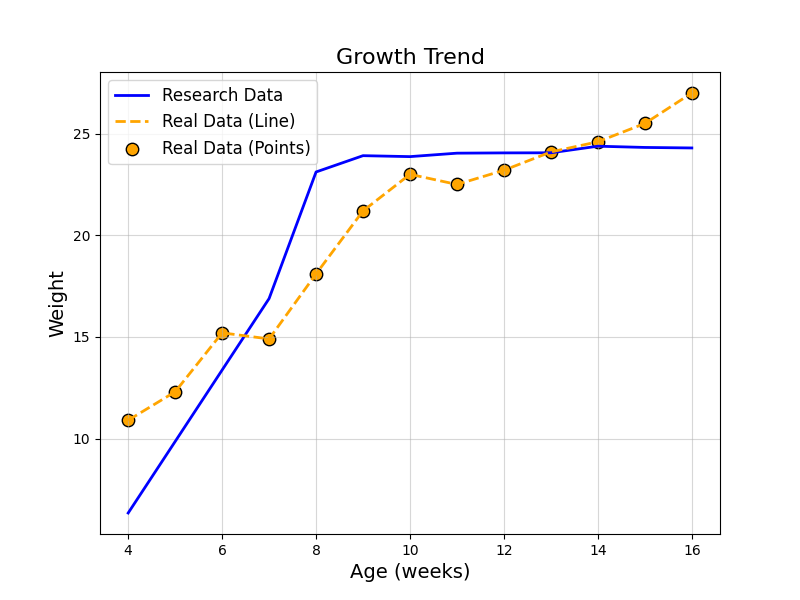 Growth Trend
Research Data
Real Data (Line)
Real Data (Points)
25
20
15
10
Weight
4 6 8 10 12 14 16
Age (weeks)